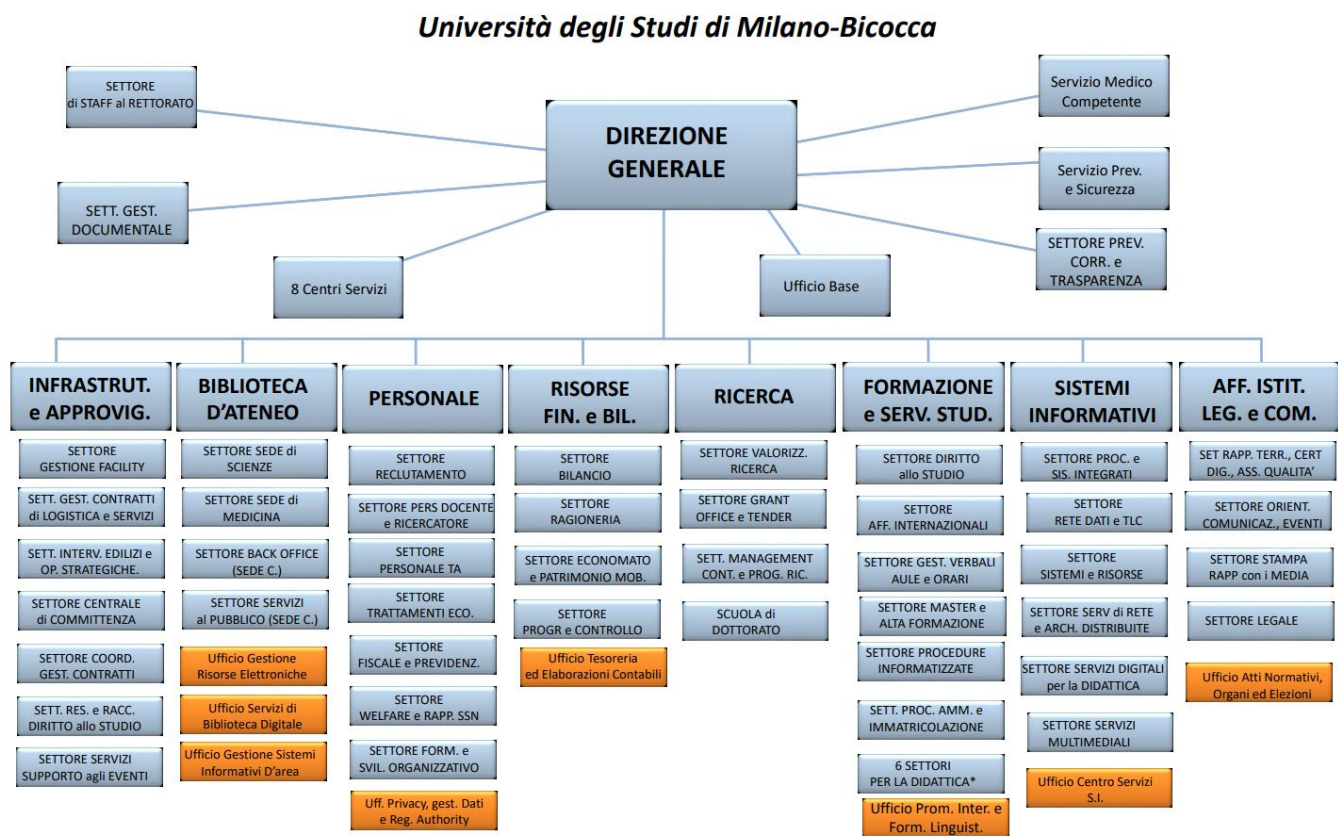 Università degli Studi di Milano-Bicocca
SETTORE
di STAFF al RETTORATO
DIREZIONE
GENERALE
Servizio Medico
Competente
SETT. GEST.
DOCUMENTALE
Servizio Prev.
e Sicurezza
8 Centri Servizi
Ufficio Base
SETTORE PREV.
CORR. e
TRASPARENZA
INFRASTRUT.
e APPROVIG.
SETTORE
GESTIONE FACILITY
SETT. GEST. CONTRATTI
di LOGISTICA e SERVIZI
SETT. INTERV. EDILIZI e
OP. STRATEGICHE.
SETTORE CENTRALE
di COMMITTENZA
SETTORE COORD.
GEST. CONTRATTI
SETT. RES. e RACC.
DIRITTO allo STUDIO
SETTORE SERVIZI
SUPPORTO agli EVENTI
BIBLIOTECA
D'ATENEO
SETTORE SEDE di
SCIENZE
SETTORE SEDE di
MEDICINA
SETTORE BACK OFFICE
(SEDE C.)
SETTORE SERVIZI
al PUBBLICO (SEDE C.)
Ufficio Gestione
Risorse Elettroniche
Ufficio Servizi di
Biblioteca Digitale
Ufficio Gestione Sistemi
Informativi D'area
PERSONALE
SETTORE
RECLUTAMENTO
SETTORE PERS DOCENTE
e RICERCATORE
SETTORE
PERSONALE TA
SETTORE
TRATTAMENTI ECO.
SETTORE
FISCALE e PREVIDENZ.
SETTORE
WELFARE e RAPP. SSN
SETTORE FORM. e
SVIL. ORGANIZZATIVO
Uff. Privacy, gest. Dati
e Reg. Authority
RISORSE
FIN. e BIL.
SETTORE
BILANCIO
SETTORE
RAGIONERIA
SETTORE ECONOMATO
e PATRIMONIO MOB.
SETTORE
PROGR e CONTROLLO
Ufficio Tesoreria
ed Elaborazioni Contabili
RICERCA
SETTORE VALORIZZ.
RICERCA
SETTORE GRANT
OFFICE e TENDER
SETT. MANAGEMENT
CONT. e PROG. RIC.
SCUOLA di
DOTTORATO
FORMAZIONE
e SERV. STUD.
SETTORE DIRITTO
allo STUDIO
SETTORE
AFF. INTERNAZIONALI
SETTORE GEST. VERBALI
AULE e ORARI
SETTORE MASTER e
ALTA FORMAZIONE
SETTORE PROCEDURE
INFORMATIZZATE
SETT. PROC. AMM. e
IMMATRICOLAZIONE
6 SETTORI
PER LA DIDATTICA*
Ufficio Prom. Inter. e
Form. Linguist.
SISTEMI
INFORMATIVI
SETTORE PROC. e
SIS. INTEGRATI
SETTORE
RETE DATI e TLC
SETTORE
SISTEMI e RISORSE
SETTORE SERV di RETE
e ARCH. DISTRIBUITE
SETTORE SERVIZI DIGITALI
per la DIDATTICA
SETTORE SERVIZI
MULTIMEDIALI
Ufficio Centro Servizi
S.I.
AFF. ISTIT.
LEG. e COM.
SET RAPP. TERR., CERT
DIG., ASS. QUALITA'
SETTORE ORIENT.
COMUNICAZ., EVENTI
SETTORE STAMPA
RAPP con i MEDIA
SETTORE LEGALE
Ufficio Atti Normativi,
Organi ed Elezioni